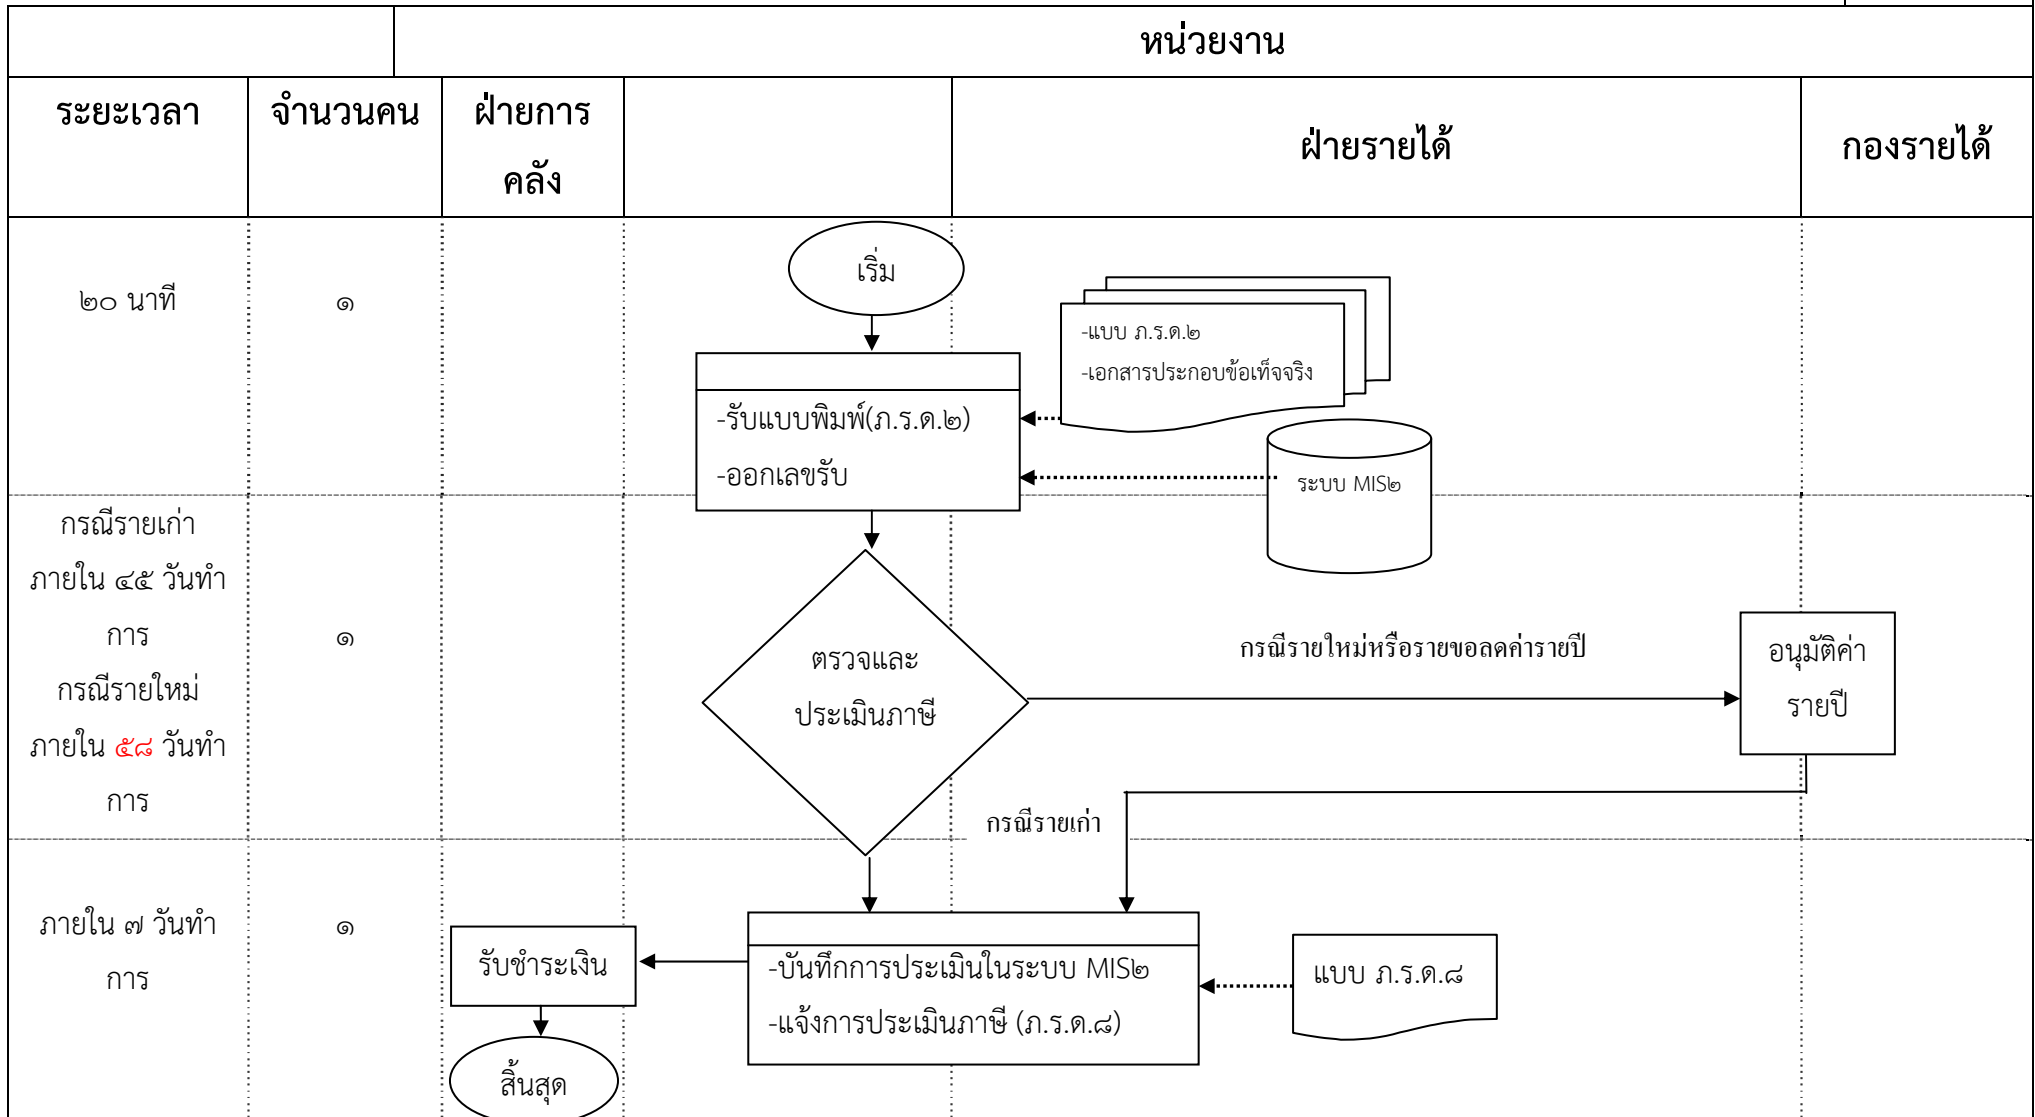 หน่วยงาน
ระยะเวลา
จำนวนคน
ฝ่ายการ
คลัง
ฝ่ายรายได้
กองรายได้
๒๐ นาที
๑
เริ่ม
-แบบ ภ.ร.ด.๒
-เอกสารประกอบข้อเท็จจริง
-รับแบบพิมพ์(ภ.ร.ด.๒)
-ออกเลขรับ
ระบบ MIS๒
กรณีรายเก่า
ภายใน ๔๕ วันทำ
การ
กรณีรายใหม่
ภายใน ๕๘ วันทำ
การ
๑
ตรวจและ
ประเมินภาษี
กรณีรายใหม่หรือรายขอลดค่ารายปี
อนุมัติค่า
รายปี
กรณีรายเก่า
ภายใน ๗ วันทำ
การ
๑
รับชำระเงิน
-บันทึกการประเมินในระบบ MIS๒
-แจ้งการประเมินภาษี (ภ.ร.ด.๘)
แบบ ภ.ร.ด.๘
สิ้นสุด